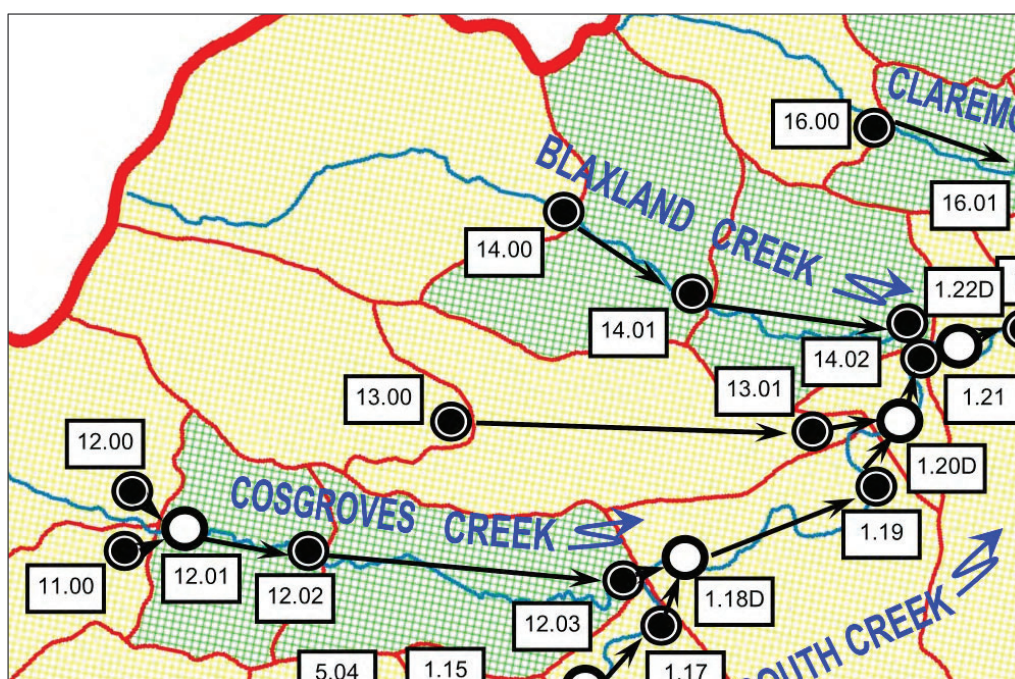 CLAREMO
16.00
BLAXLAND CREEK
16.01
14.00
1.22D
14.01
14.02
13.00
13.01
1.21
12.00
1.20D
COSGROVES CREEK
1.19
11.00
12.01
12.02
1.18D
12.03
SOUTH CREEK
5.04
1.15
1.17